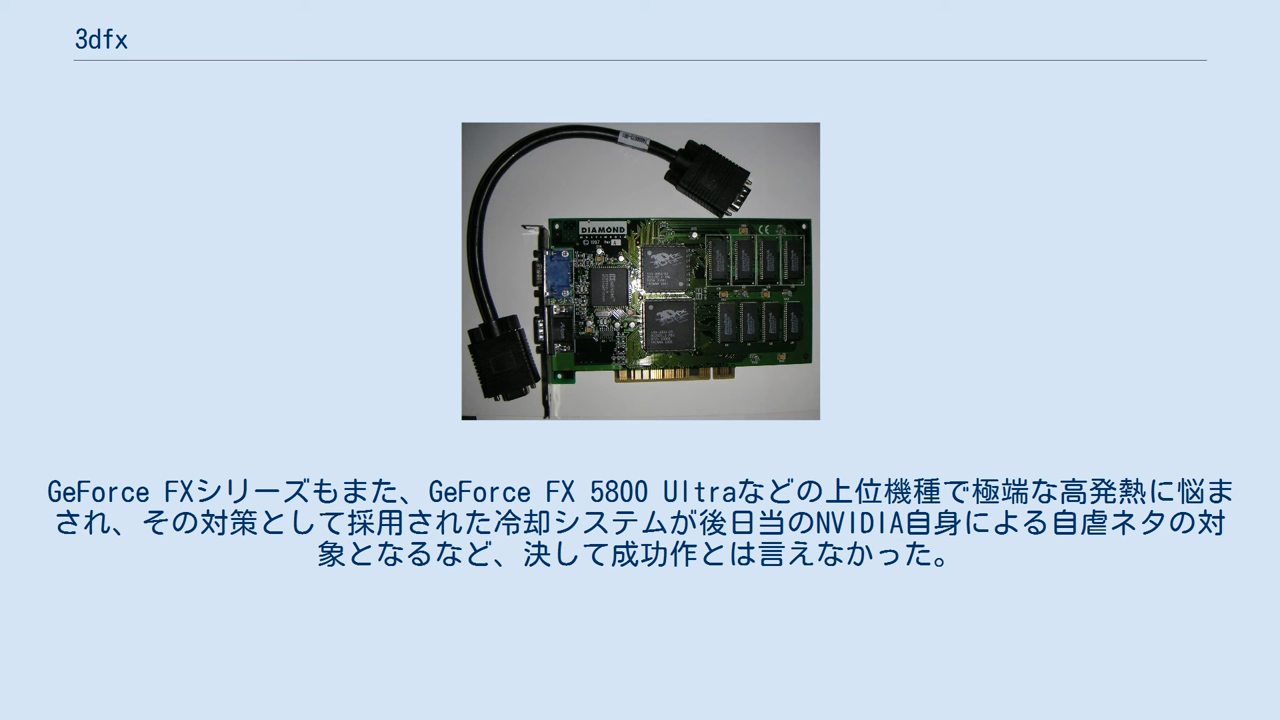 3dfx
DIAMOND
MULTIMEDIA
GeForce FXシリーズもまた、GeForce FX 5800 Ultraなどの上位機種で極端な高発熱に悩ま
され、その対策として採用された冷却システムが後日当のNVIDIA自身による自虐ネタの対
象となるなど、決して成功作とは言えなかった。